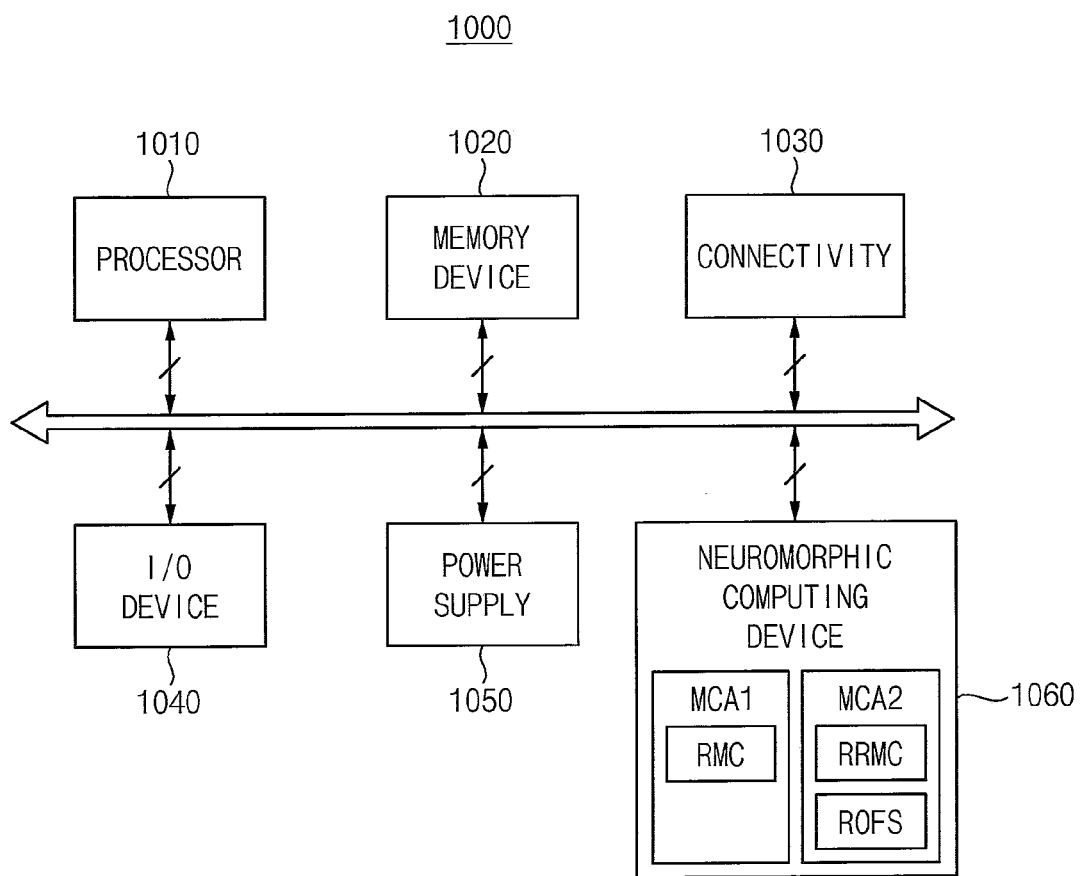 1000
1010
1020
1030
PROCESSOR
MEMORY
DEVICE
CONNECTIVITY
I/O
DEVICE
POWER
SUPPLY
NEUROMORPHIC
COMPUTING
DEVICE
MCA1
RMC
MCA2
RRMC
ROFS
1040
1050
1060